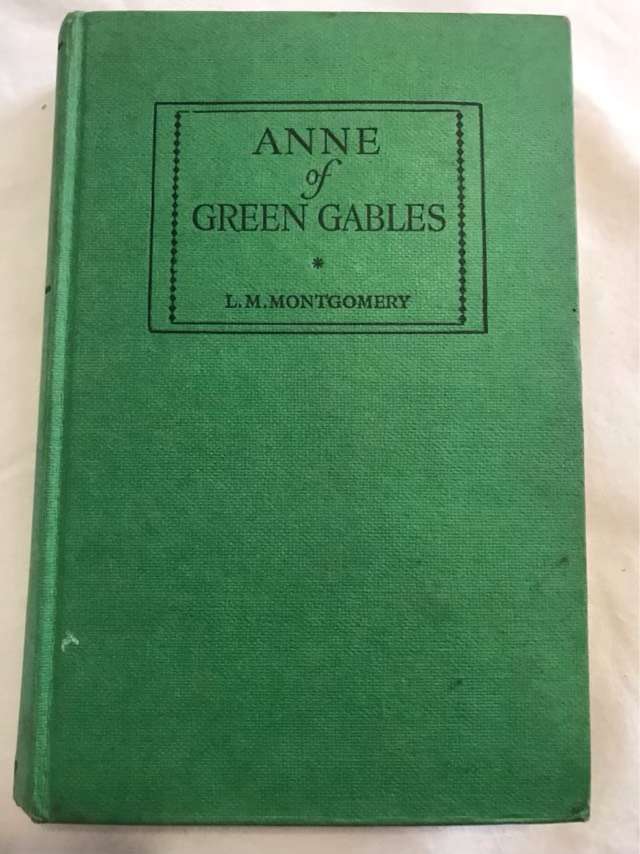 ANNE
of
GREEN GABLES
*
L. M. MONTGOMERY